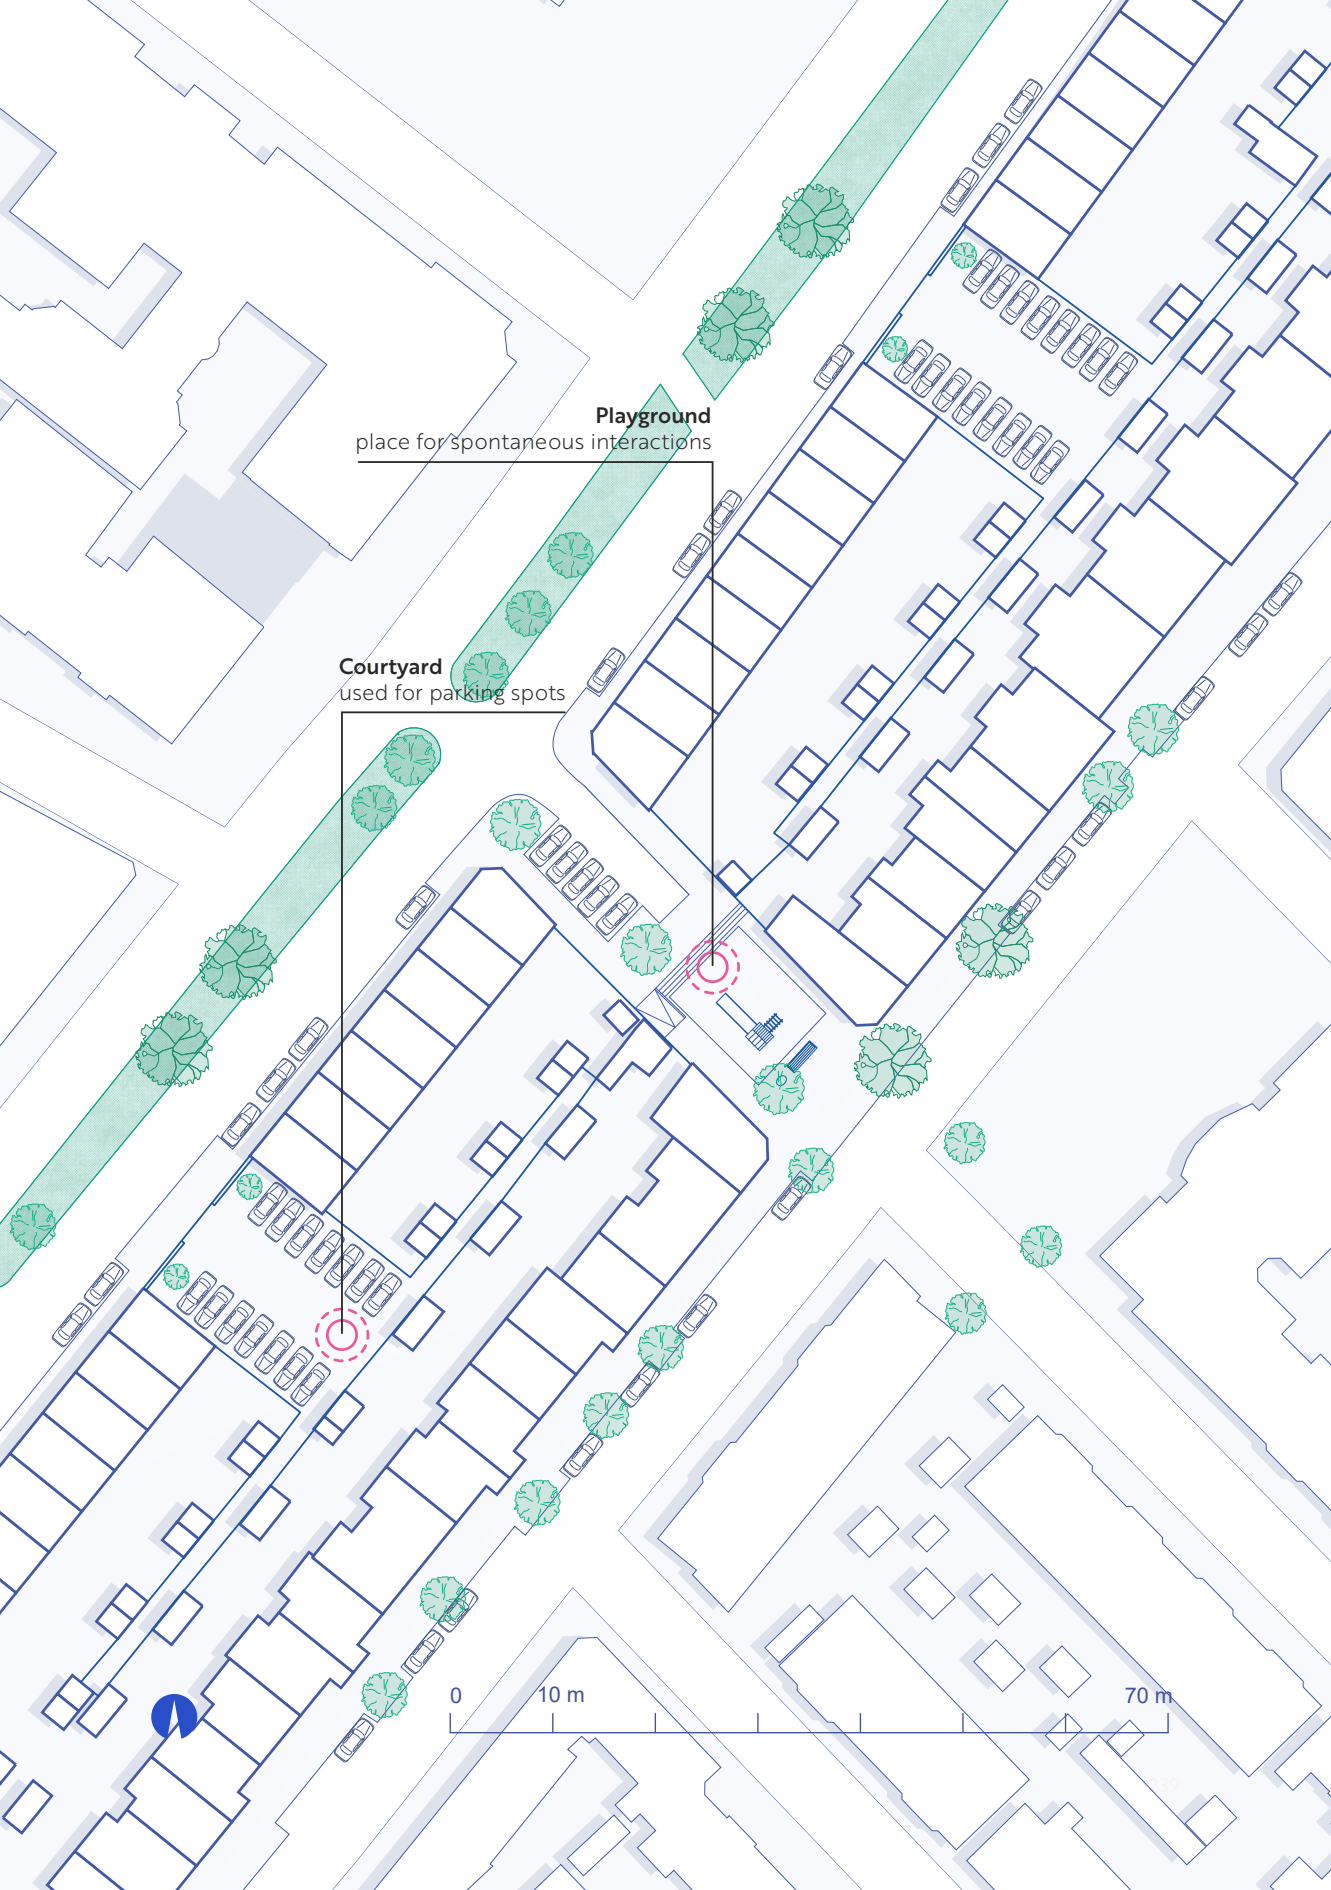 Playground
place for spontaneous interactions
Courtyard
used for parking spots
0 10 m 70 m